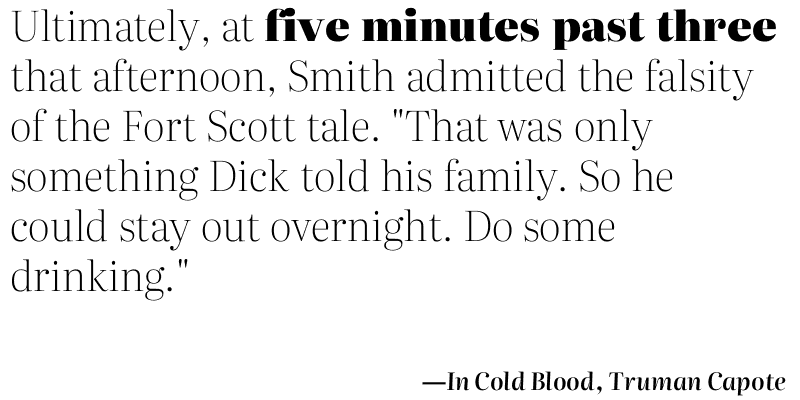 Ultimately, at five minutes past three
that afternoon, Smith admitted the falsity
of the Fort Scott tale. "That was only
something Dick told his family. So he
could stay out overnight. Do some
drinking."
—In Cold Blood, Truman Capote